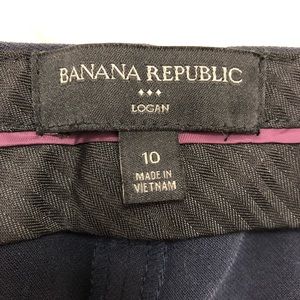 BANANA REPUBLIC
LOGAN
10
MADE IN
VIETNAM